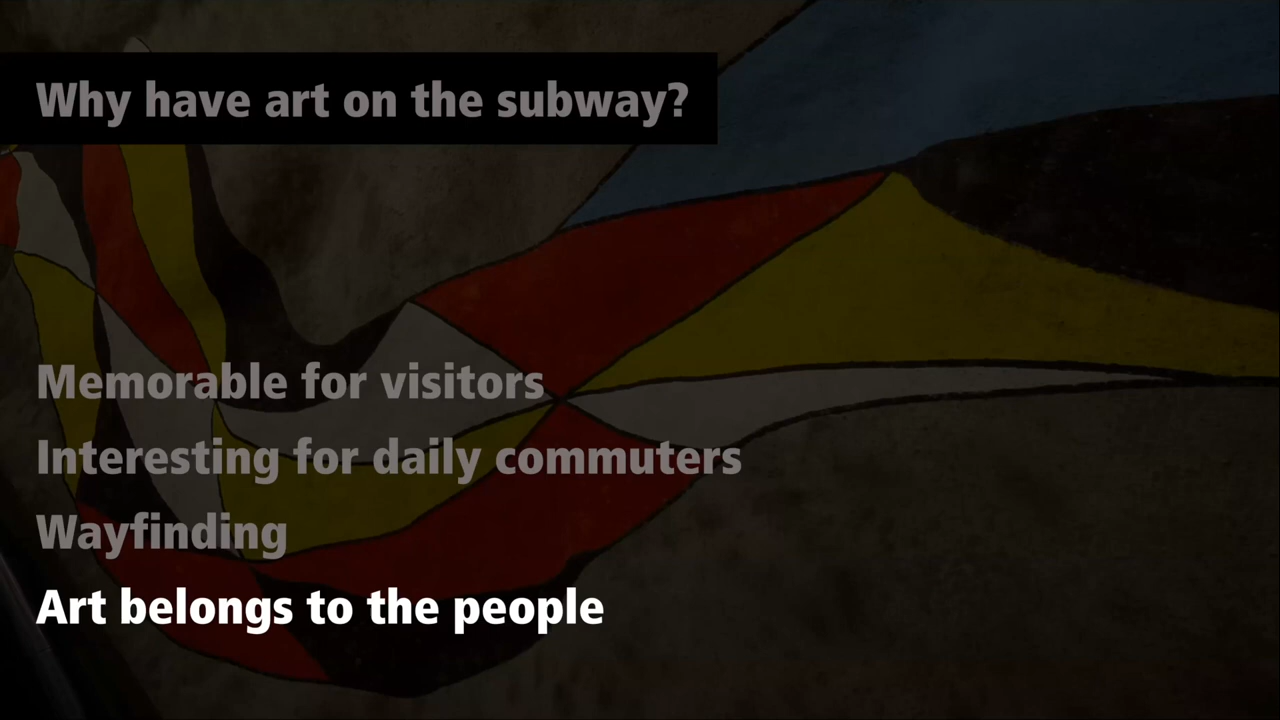 Why have art on the subway?
Memorable for visitors
Interesting for daily commuters
Wayfinding
Art belongs to the people